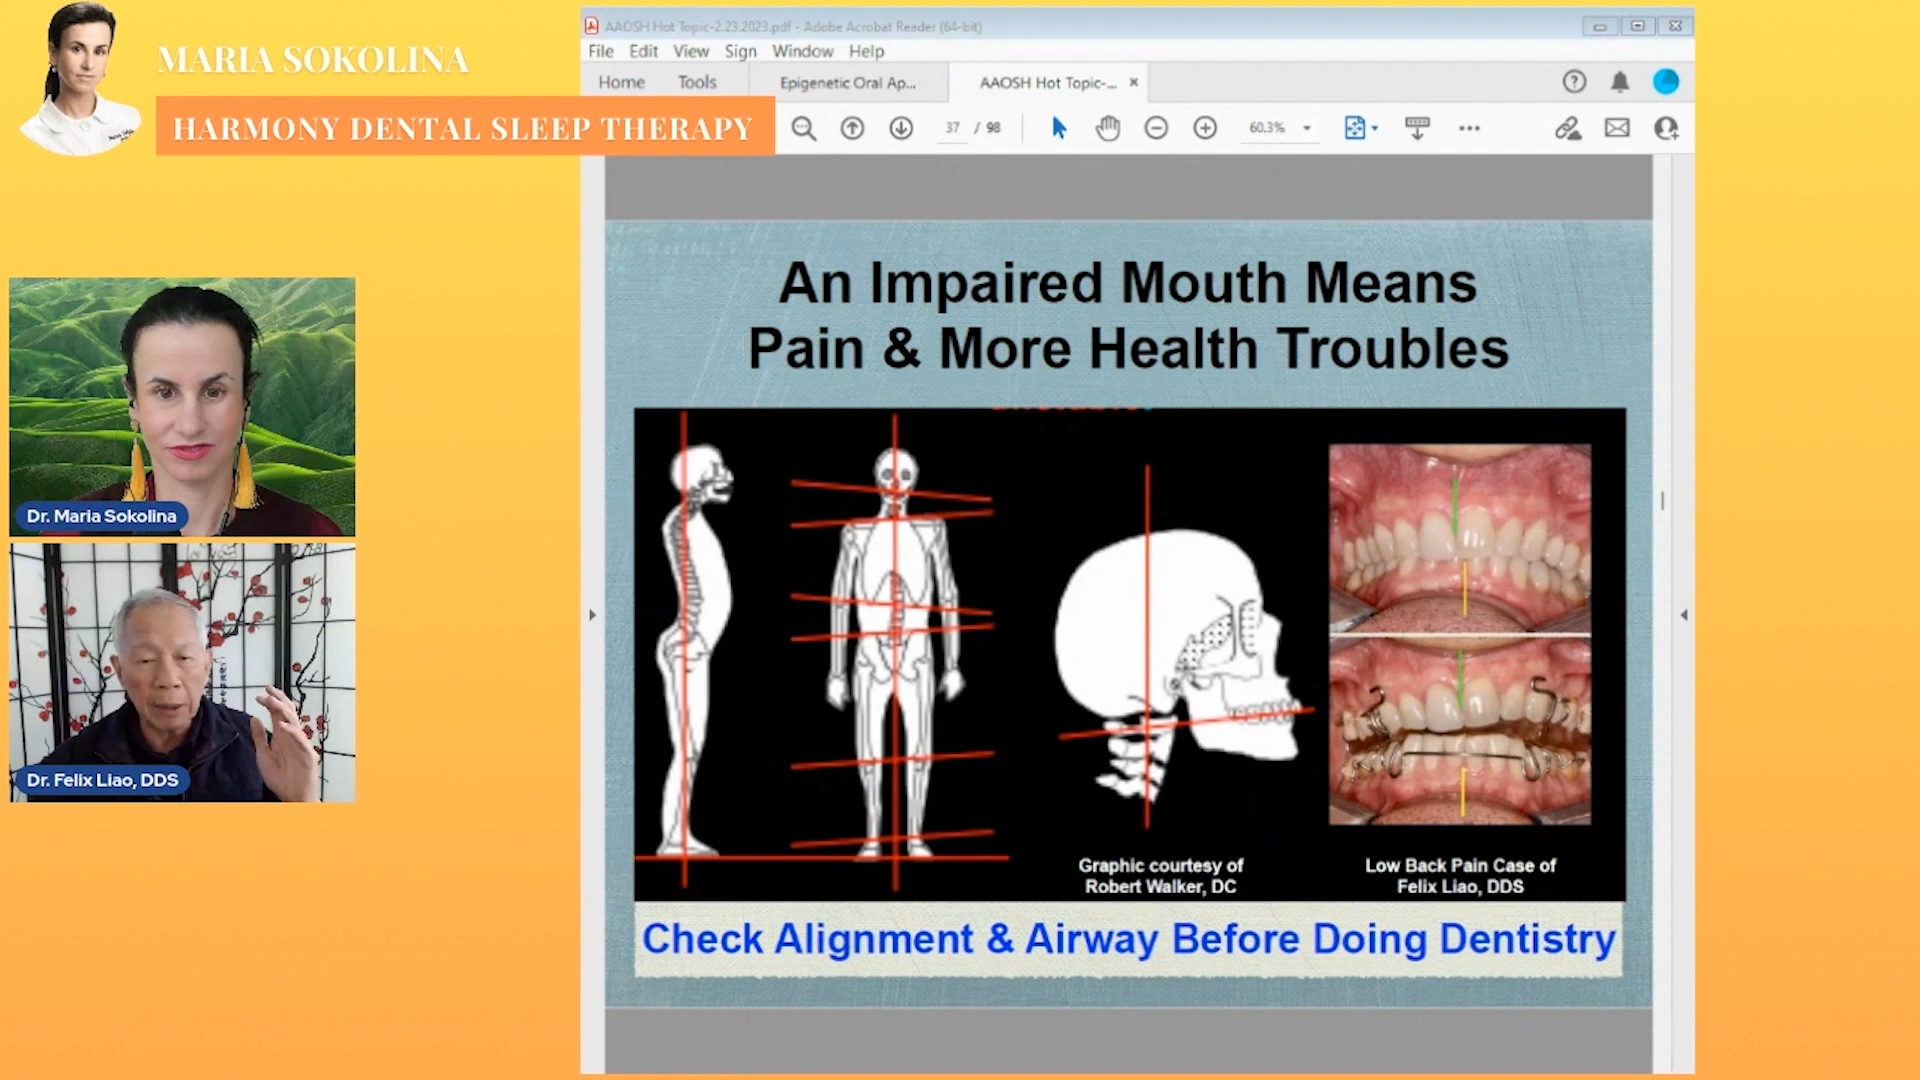 MARIA SOKOLINA
HARMONY DENTAL SLEEP THERAPY
AAOSH Hot Topic-2.23.2023.pdf - Adobe Acrobat Reader (64-bit)
File Edit View Sign Window Help
Home Tools Epigenetic Oral Ap... AAOSH Hot Topic-... ×
37 / 98 60.3%
An Impaired Mouth Means
Pain & More Health Troubles
Graphic courtesy of
Robert Walker, DC
Low Back Pain Case of
Felix Liao, DDS
Check Alignment & Airway Before Doing Dentistry
Dr. Maria Sokolina
Dr. Felix Liao, DDS